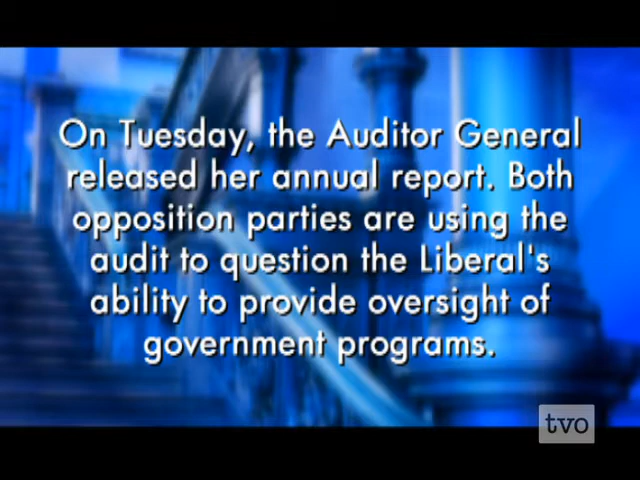 On Tuesday, the Auditor General
released her annual report. Both
opposition parties are using the
audit to question the Liberal's
ability to provide oversight of
government programs.
tvo